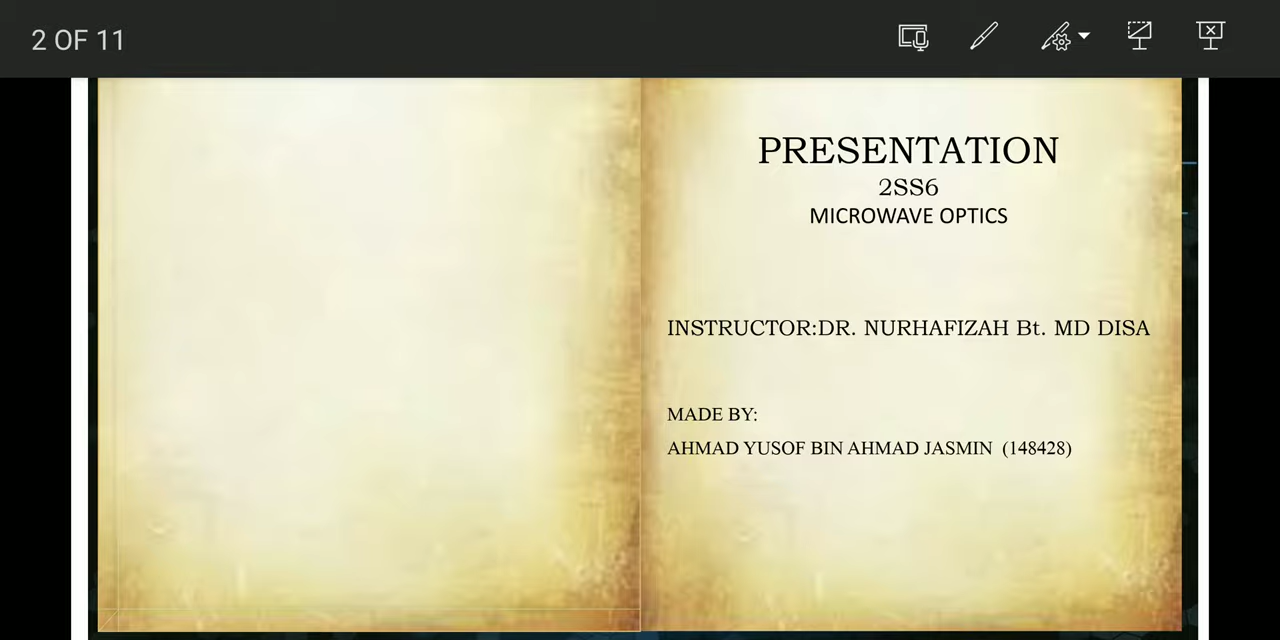 2 OF 11
PRESENTATION
2SS6
MICROWAVE OPTICS
INSTRUCTOR:DR. NURHAFIZAH Bt. MD DISA
MADE BY:
AHMAD YUSOF BIN AHMAD JASMIN (148428)